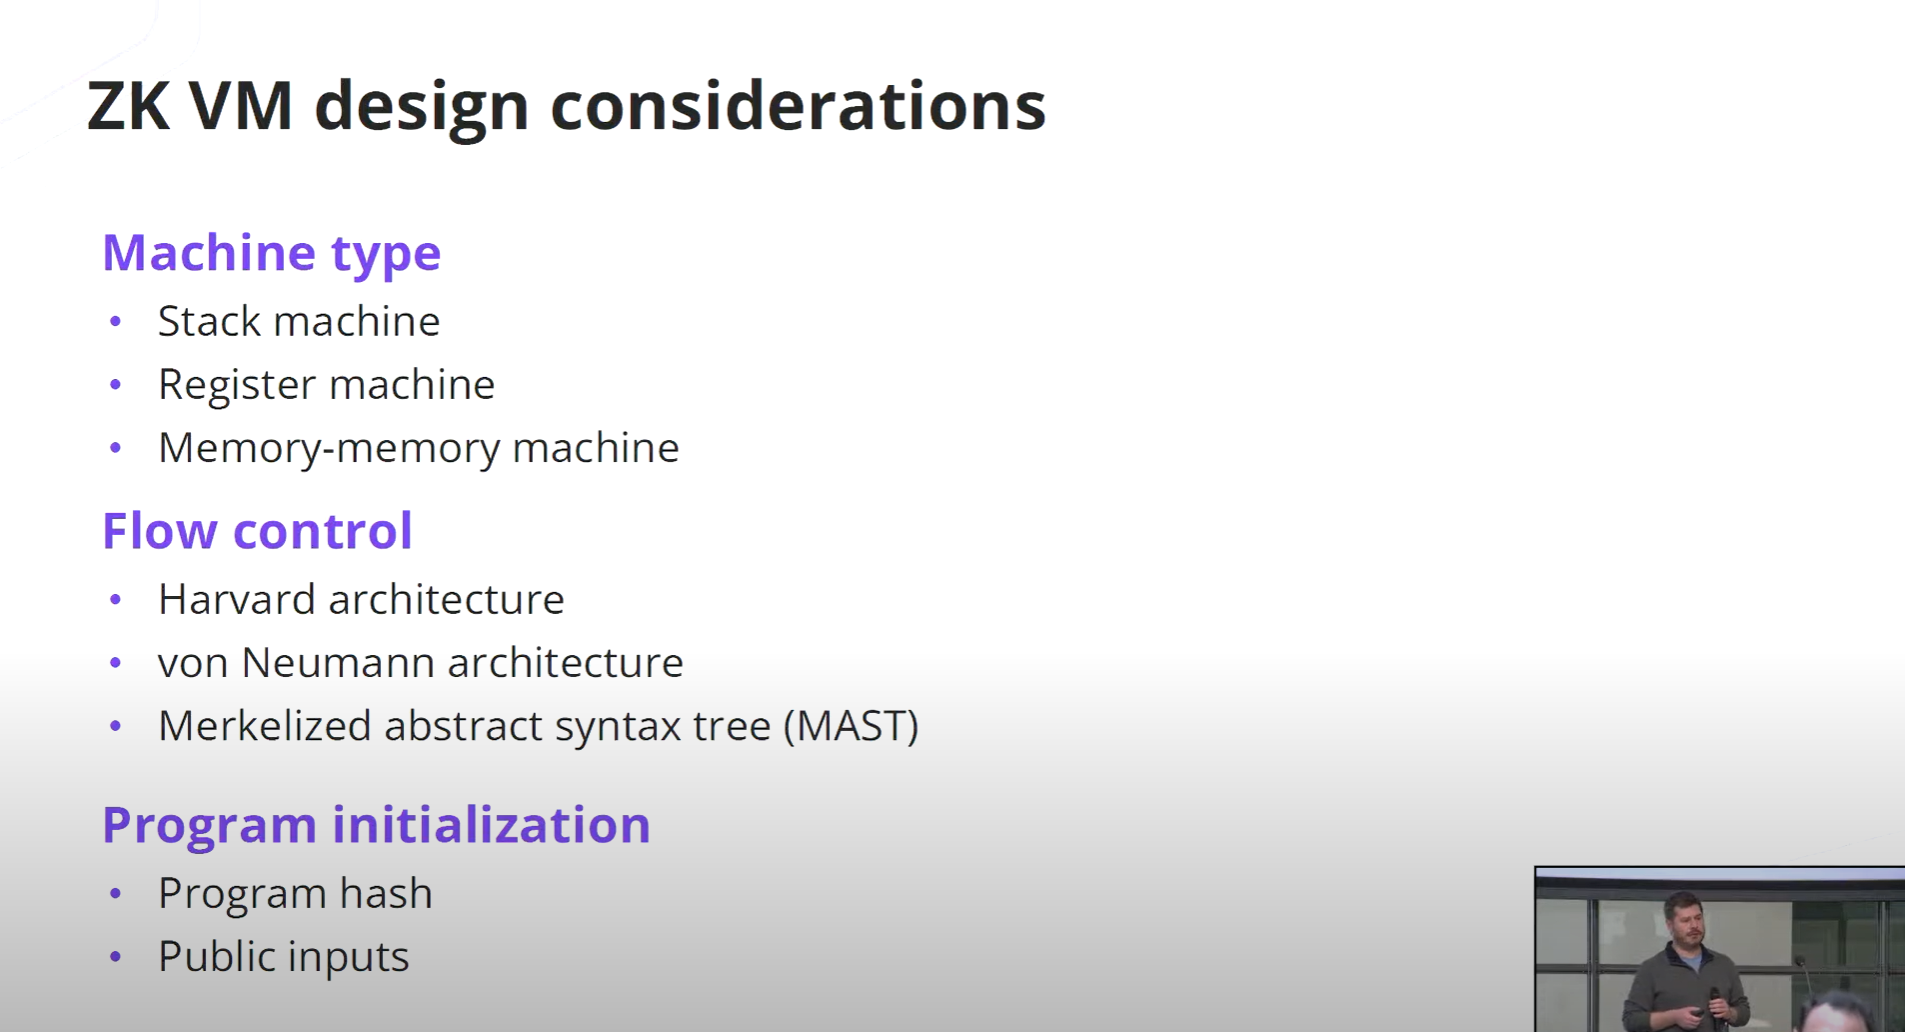 ZK VM design considerations
Machine type
• Stack machine
• Register machine
• Memory-memory machine
Flow control
• Harvard architecture
• von Neumann architecture
• Merkelized abstract syntax tree (MAST)
Program initialization
• Program hash
• Public inputs